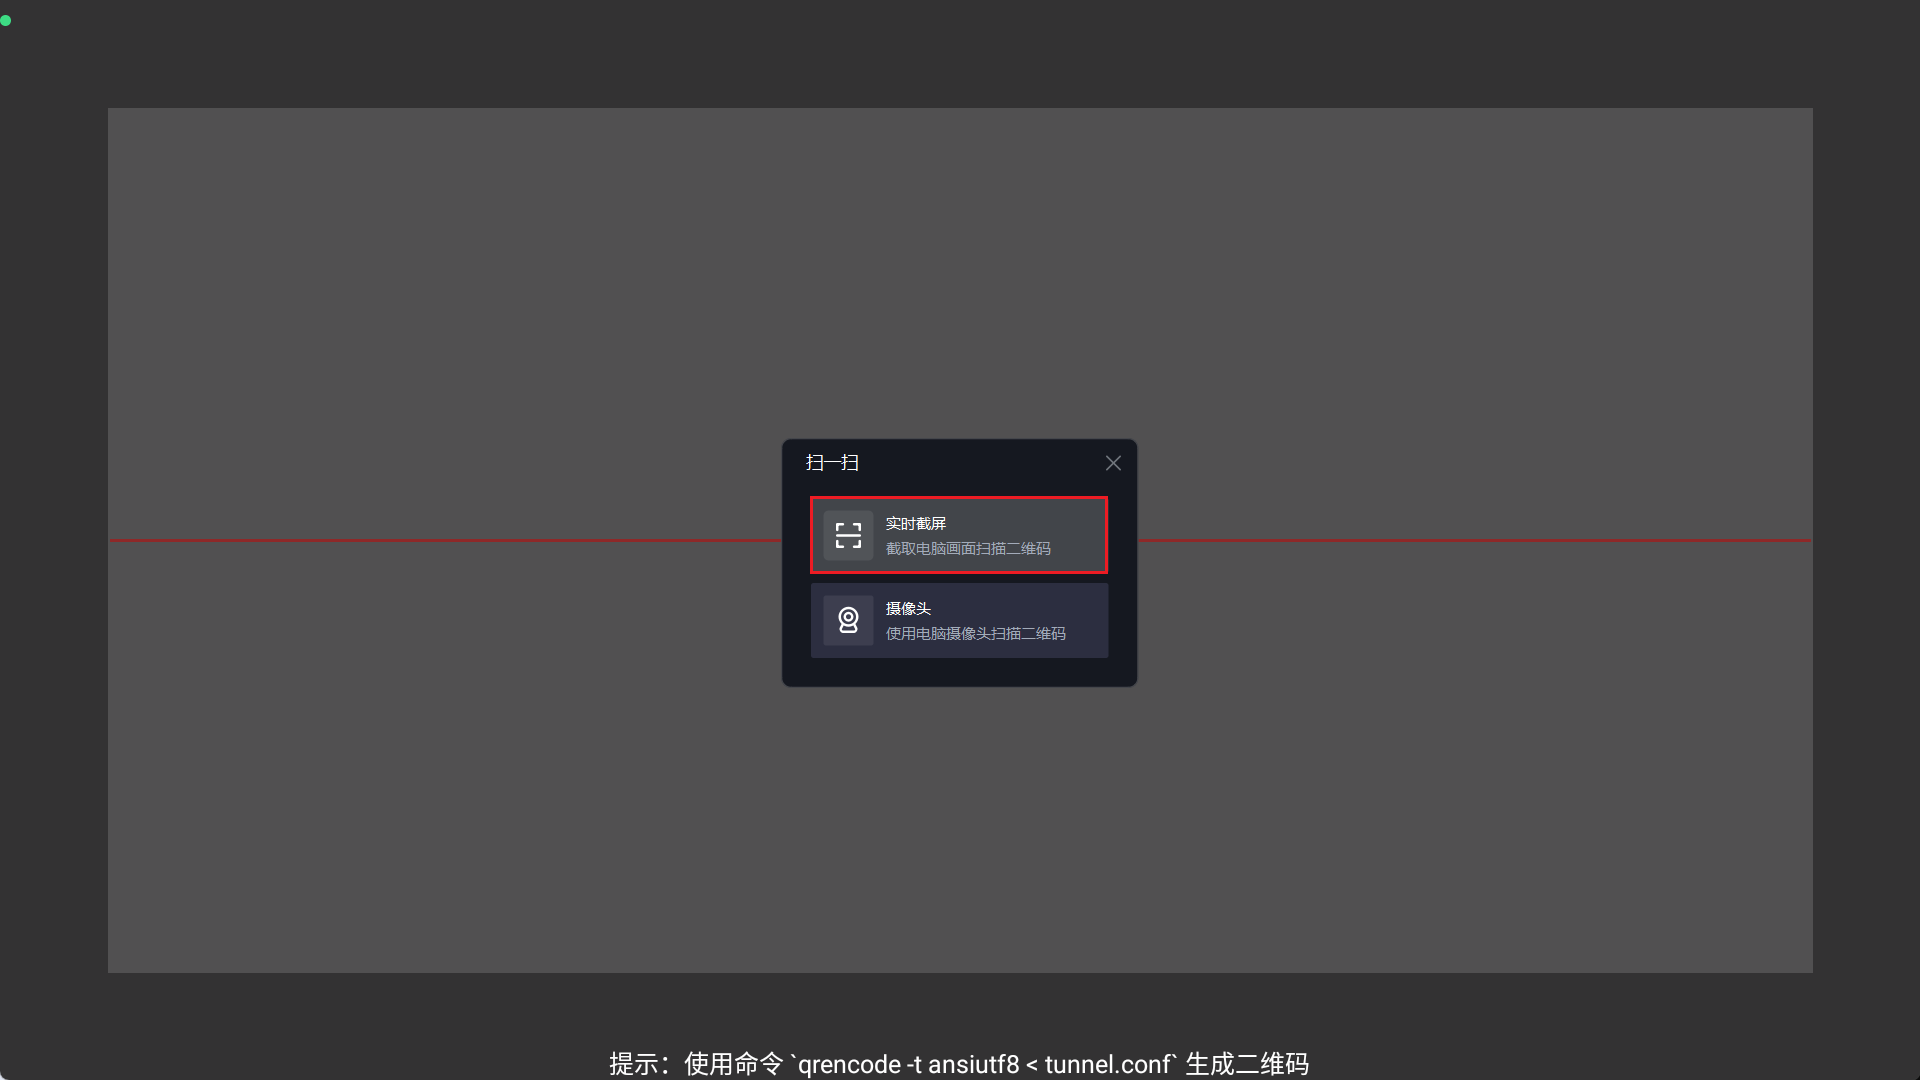 扫一扫
实时截屏
截取电脑画面扫描二维码
摄像头
使用电脑摄像头扫描二维码
提示：使用命令 `qrencode -t ansiutf8 < tunnel.conf` 生成二维码